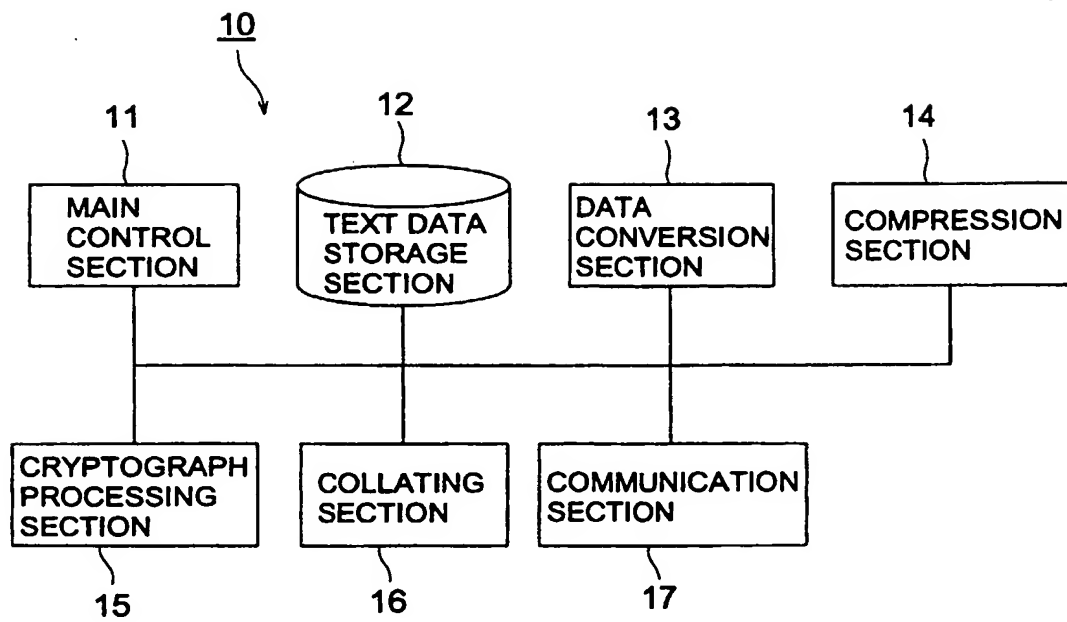 10
11
12
13
14
MAIN
CONTROL
SECTION
TEXT DATA
STORAGE
SECTION
DATA
CONVERSION
SECTION
COMPRESSION
SECTION
CRYPTOGRAPH
PROCESSING
SECTION
COLLATING
SECTION
COMMUNICATION
SECTION
15
16
17